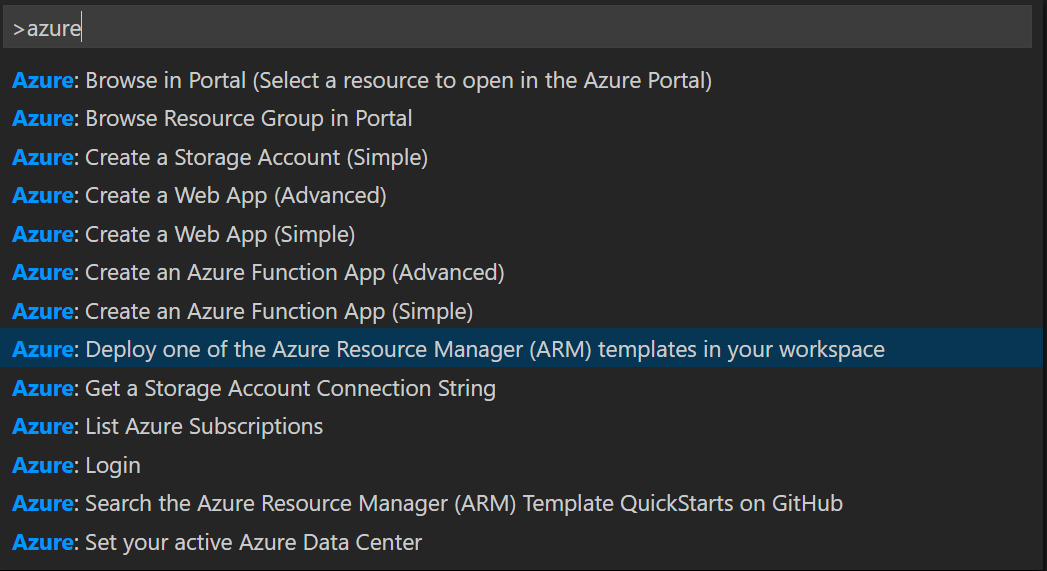 >azure
Azure: Browse in Portal (Select a resource to open in the Azure Portal)
Azure: Browse Resource Group in Portal
Azure: Create a Storage Account (Simple)
Azure: Create a Web App (Advanced)
Azure: Create a Web App (Simple)
Azure: Create an Azure Function App (Advanced)
Azure: Create an Azure Function App (Simple)
Azure: Deploy one of the Azure Resource Manager (ARM) templates in your workspace
Azure: Get a Storage Account Connection String
Azure: List Azure Subscriptions
Azure: Login
Azure: Search the Azure Resource Manager (ARM) Template QuickStarts on GitHub
Azure: Set your active Azure Data Center